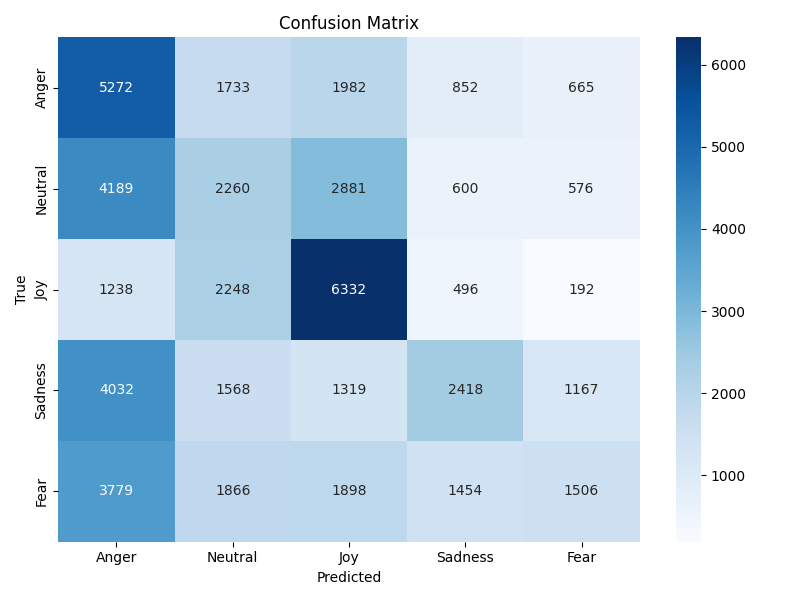 Confusion Matrix
Anger 5272 1733 1982 852 665
Neutral 4189 2260 2881 600 576
Joy 1238 2248 6332 496 192
Sadness 4032 1568 1319 2418 1167
Fear 3779 1866 1898 1454 1506
Anger Neutral Joy Sadness Fear
Predicted
True
6000
5000
4000
3000
2000
1000